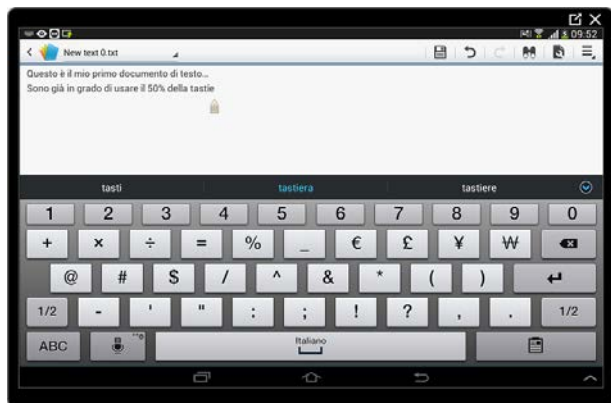 09:52
New text 0.txt
Questo è il mio primo documento di testo...
Sono già in grado di usare il 50% della tastie
tasti tastiera tastiere
1 2 3 4 5 6 7 8 9 0
+ × ÷ = % _ € £ ¥ ₩
@ # $ / ^ & * ( )
1/2 - ' " : ; ! ? , . 1/2
ABC Italiano